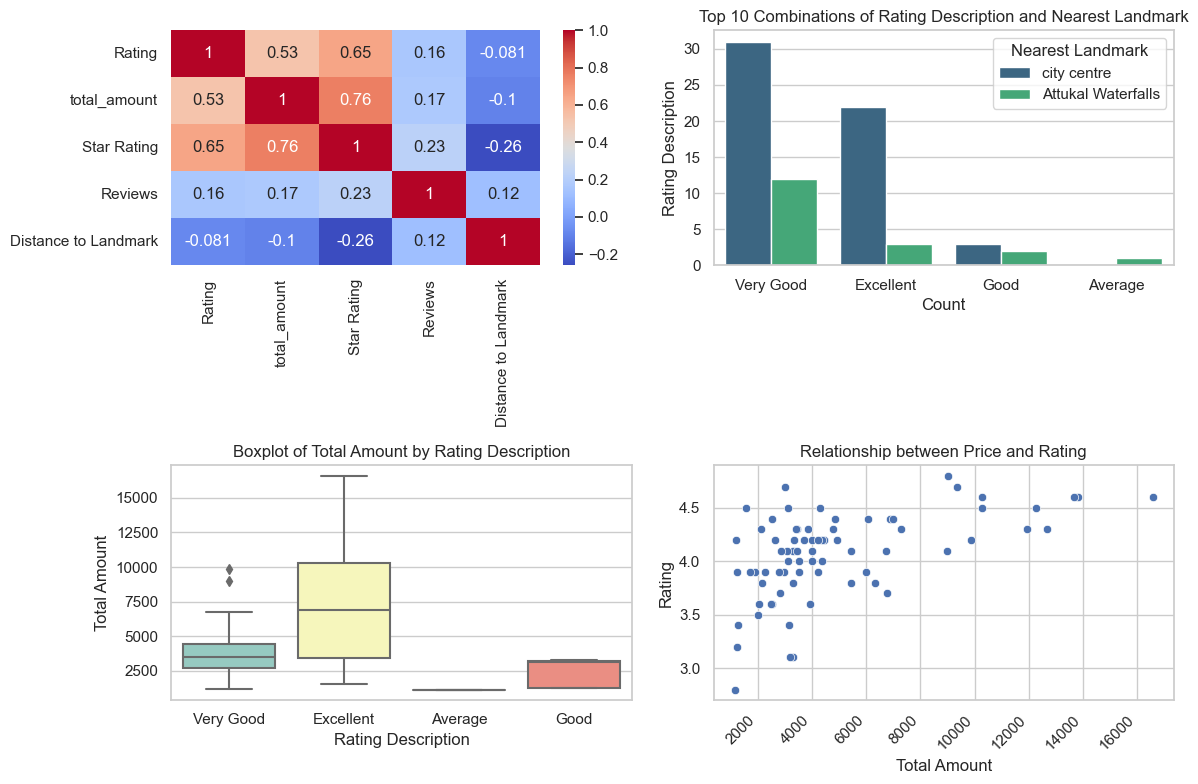 Rating
total_amount
Star Rating
Reviews
Distance to Landmark
1 0.53 0.65 0.16 -0.081
0.53 1 0.76 0.17 -0.1
0.65 0.76 1 0.23 -0.26
0.16 0.17 0.23 1 0.12
-0.081 -0.1 -0.26 0.12 1
Rating
total_amount
Star Rating
Reviews
Distance to Landmark
1.0
0.8
0.6
0.4
0.2
0.0
−0.2
Top 10 Combinations of Rating Description and Nearest Landmark
Nearest Landmark
city centre
Attukal Waterfalls
Rating Description
30
25
20
15
10
5
0
Very Good Excellent Good Average
Count
Boxplot of Total Amount by Rating Description
Total Amount
15000
12500
10000
7500
5000
2500
Very Good Excellent Average Good
Rating Description
Relationship between Price and Rating
Rating
4.5
4.0
3.5
3.0
2000 4000 6000 8000 10000 12000 14000 16000
Total Amount